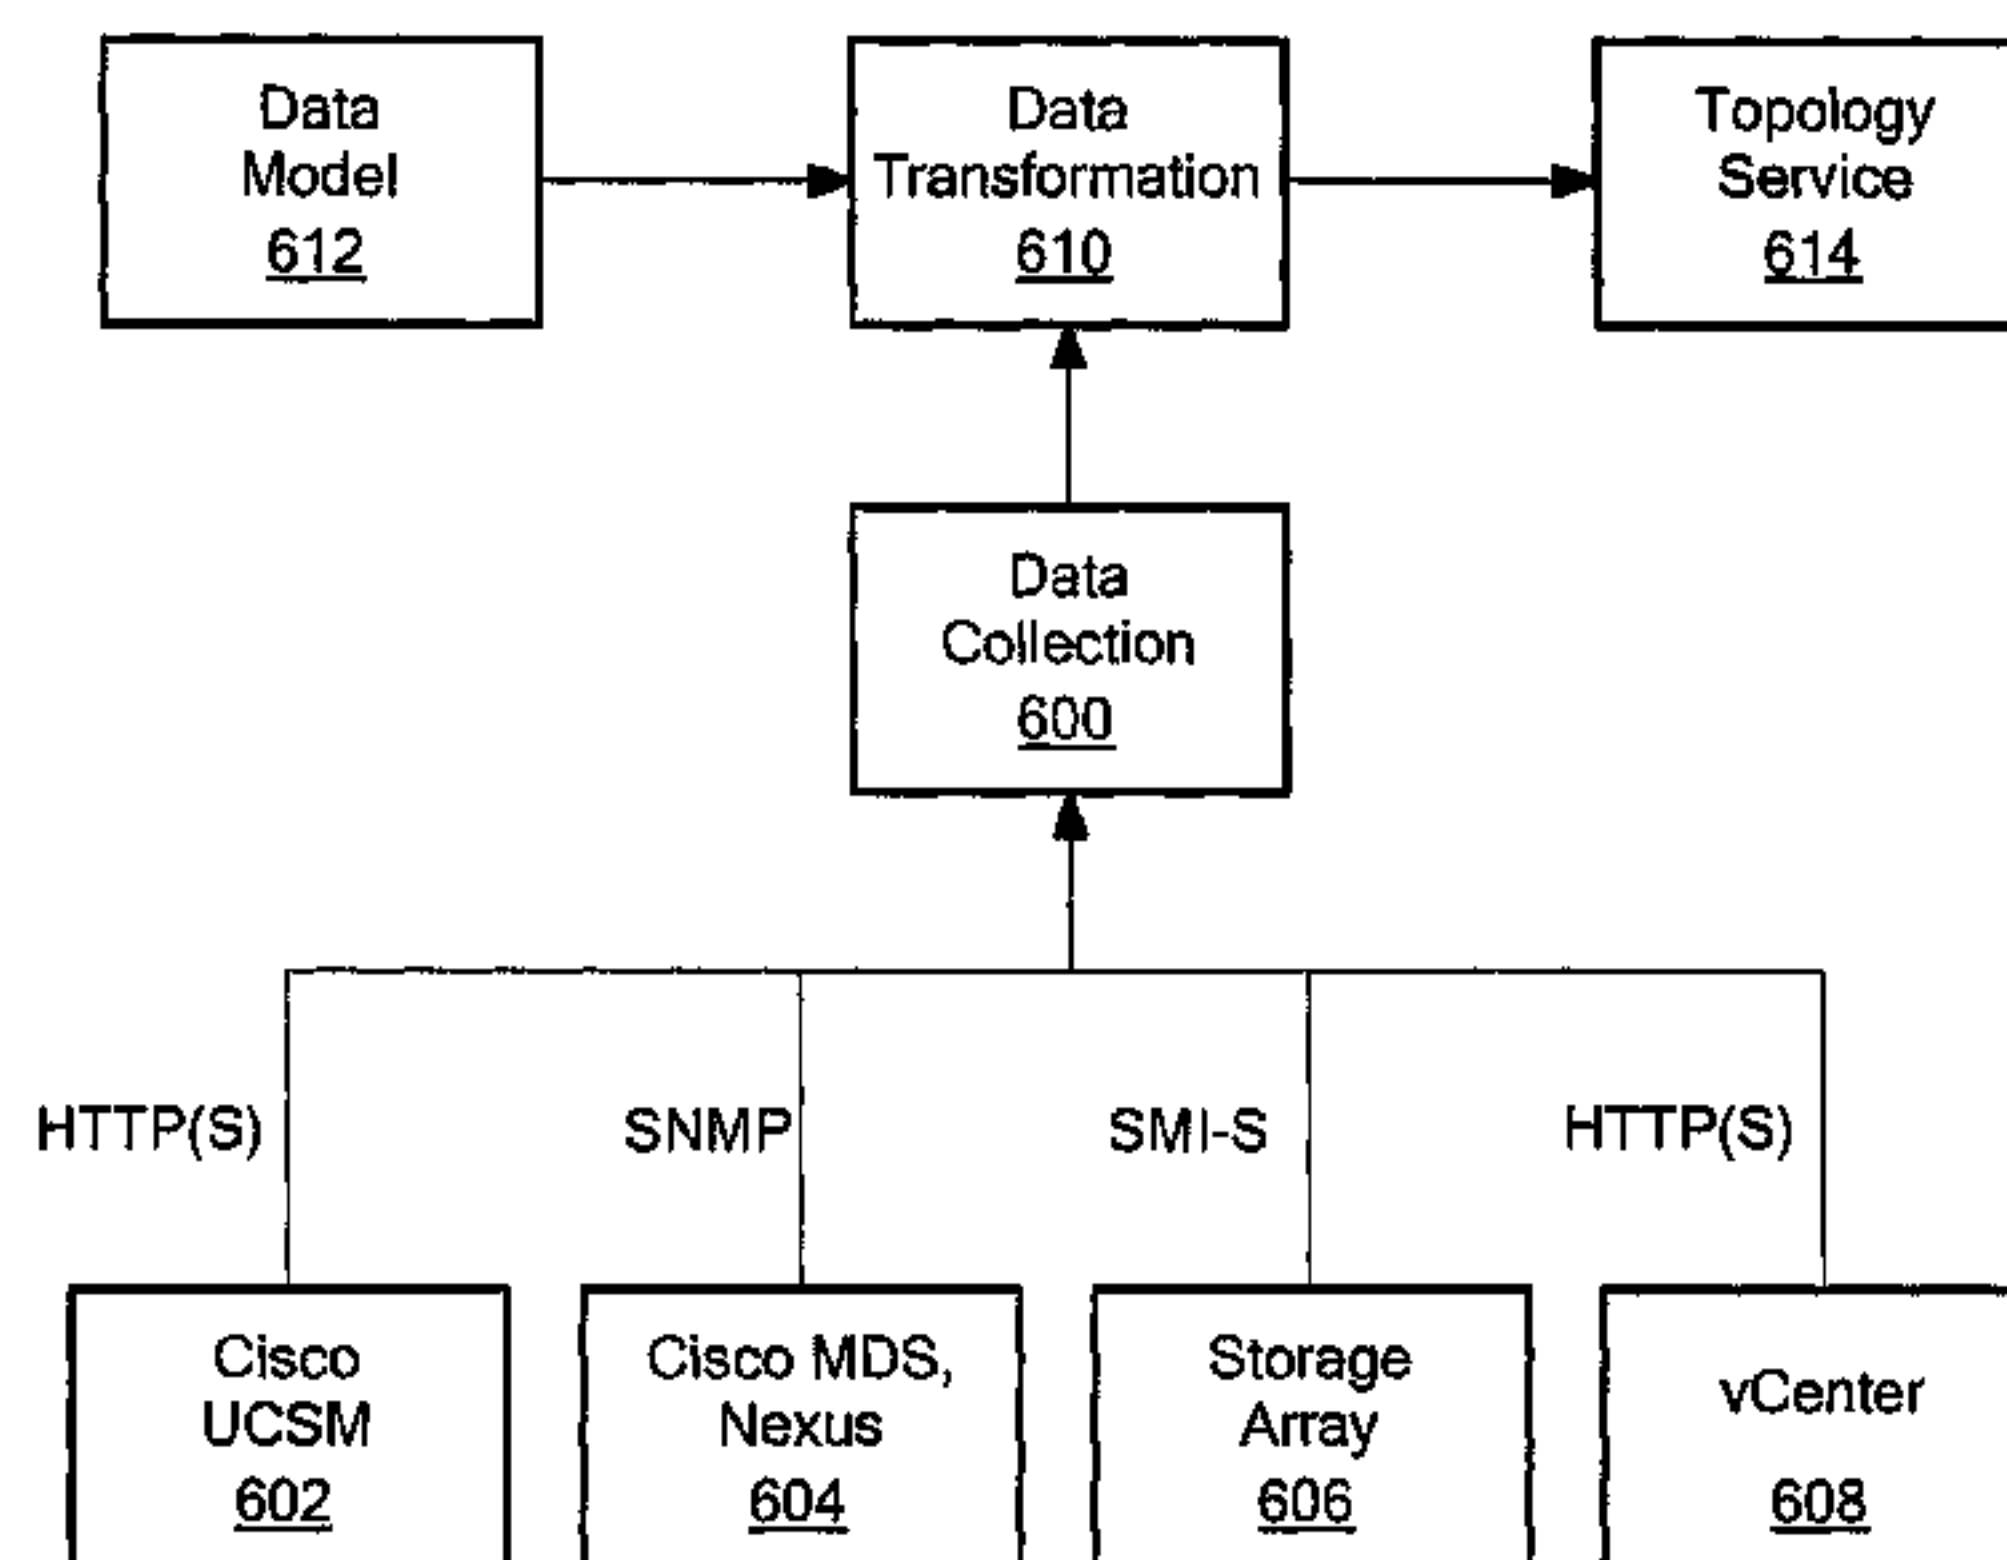 Data
Model
612
Data
Transformation
610
Topology
Service
614
Data
Collection
600
HTTP(S)
SNMP
SMI-S
HTTP(S)
Cisco
UCSM
602
Cisco MDS,
Nexus
604
Storage
Array
606
vCenter
608